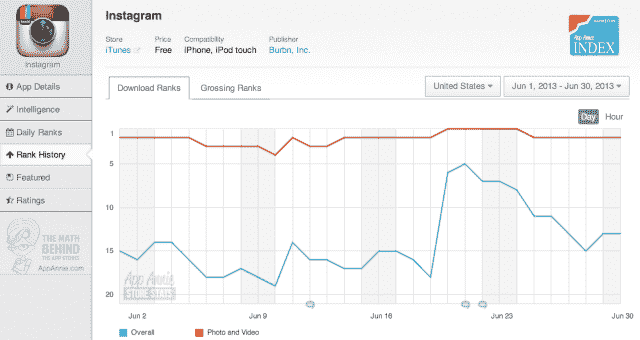 Instagram
Store
Price
Compatibility
Publisher
iTunes
Free
iPhone, iPod touch
Burbn, Inc.
App Annie
INDEX
Instagram
App Details
Intelligence
Daily Ranks
Rank History
Featured
Ratings
THE MATH
BEHIND
THE APP STORES
AppAnnie.com
Download Ranks
Grossing Ranks
United States
Jun 1, 2013 - Jun 30, 2013
Day
Hour
1
5
10
15
20
App Annie
STORE STATS
Jun 2
Jun 9
Jun 16
Jun 23
Jun 30
Overall
Photo and Video